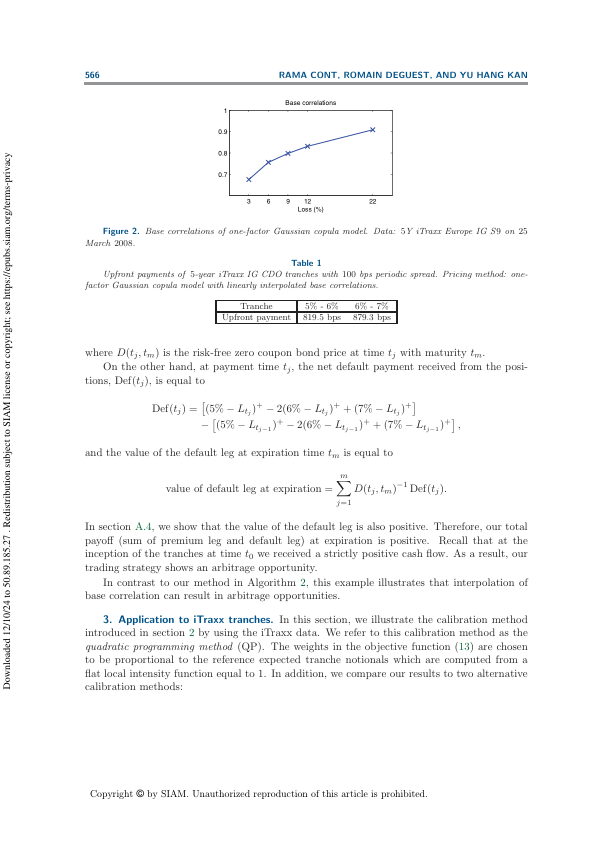 566 RAMA CONT, ROMAIN DEGUEST, AND YU HANG KAN
Base correlations
1
0.9
0.8
0.7
3 6 9 12 22
Loss (%)
Figure 2. Base correlations of one-factor Gaussian copula model. Data: 5Y iTraxx Europe IG S9 on 25
March 2008.
Table 1
Upfront payments of 5-year iTraxx IG CDO tranches with 100 bps periodic spread. Pricing method: one-
factor Gaussian copula model with linearly interpolated base correlations.
Tranche 5% - 6% 6% - 7%
Upfront payment 819.5 bps 879.3 bps
where D(t_j, t_m) is the risk-free zero coupon bond price at time t_j with maturity t_m.
On the other hand, at payment time t_j, the net default payment received from the posi-
tions, Def(t_j), is equal to
Def(t_j) = [(5% − L_{t_j})^+ − 2(6% − L_{t_j})^+ + (7% − L_{t_j})^+]
− [(5% − L_{t_{j−1}})^+ − 2(6% − L_{t_{j−1}})^+ + (7% − L_{t_{j−1}})^+],
and the value of the default leg at expiration time t_m is equal to
value of default leg at expiration = ∑_{j=1}^{m} D(t_j, t_m)^{−1} Def(t_j).
In section A.4, we show that the value of the default leg is also positive. Therefore, our total
payoff (sum of premium leg and default leg) at expiration is positive. Recall that at the
inception of the tranches at time t_0 we received a strictly positive cash flow. As a result, our
trading strategy shows an arbitrage opportunity.
In contrast to our method in Algorithm 2, this example illustrates that interpolation of
base correlation can result in arbitrage opportunities.
3. Application to iTraxx tranches. In this section, we illustrate the calibration method
introduced in section 2 by using the iTraxx data. We refer to this calibration method as the
quadratic programming method (QP). The weights in the objective function (13) are chosen
to be proportional to the reference expected tranche notionals which are computed from a
flat local intensity function equal to 1. In addition, we compare our results to two alternative
calibration methods:
Copyright © by SIAM. Unauthorized reproduction of this article is prohibited.
Downloaded 12/10/24 to 50.89.185.27 . Redistribution subject to SIAM license or copyright; see https://epubs.siam.org/terms-privacy